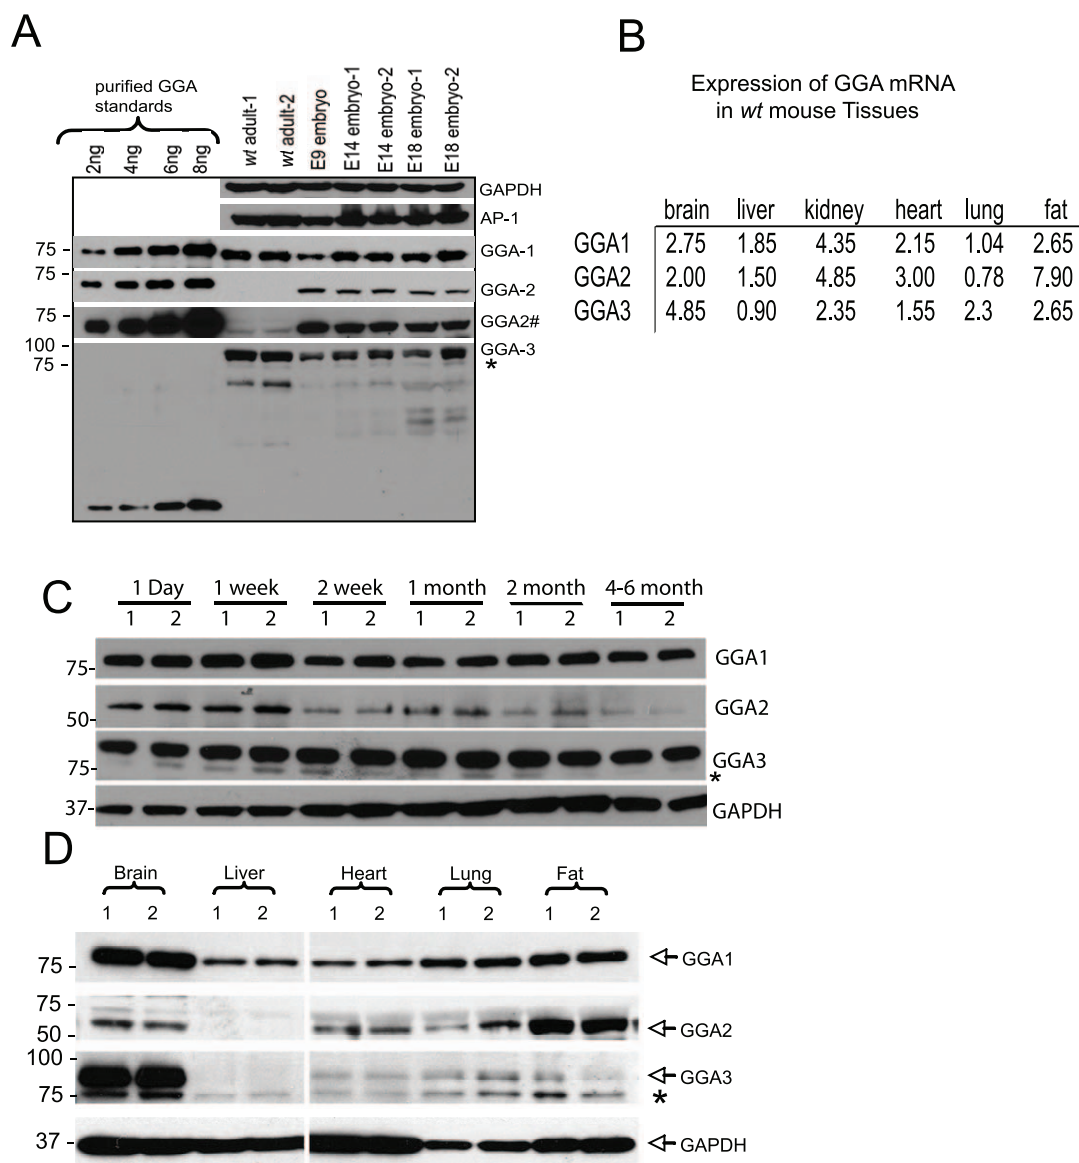 A
purified GGA
standards
2ng 4ng 6ng 8ng wt adult-1 wt adult-2 E9 embryo E14 embryo-1 E14 embryo-2 E18 embryo-1 E18 embryo-2
GAPDH
AP-1
75 - GGA-1
75 - GGA-2
75 - GGA2#
100 - GGA-3
75 - *
B
Expression of GGA mRNA
in wt mouse Tissues
brain liver kidney heart lung fat
GGA1 2.75 1.85 4.35 2.15 1.04 2.65
GGA2 2.00 1.50 4.85 3.00 0.78 7.90
GGA3 4.85 0.90 2.35 1.55 2.3 2.65
C
1 Day 1 week 2 week 1 month 2 month 4-6 month
1 2 1 2 1 2 1 2 1 2 1 2
75- GGA1
50- GGA2
75- GGA3
*
37- GAPDH
D
Brain Liver Heart Lung Fat
1 2 1 2 1 2 1 2 1 2
75 - GGA1
75 -
50 - GGA2
100 - GGA3
75 - *
37 - GAPDH